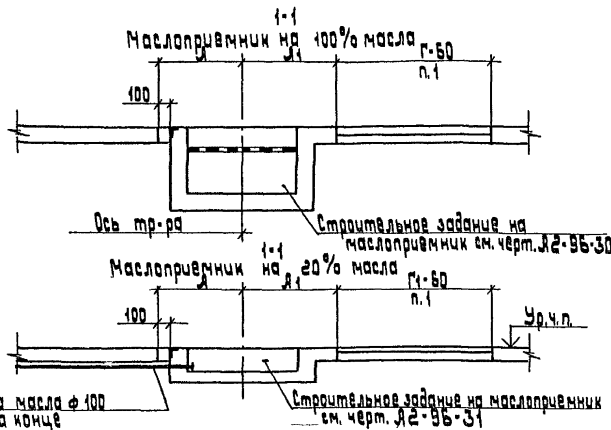 1-1
Маслоприемник на 100% масла
А А1 Г-60
п.1
100
Ось тр-ра
Строительное задание на
маслоприемник см. черт. А2-96-30
1-1
Маслоприемник на 20% масла
А А1 Г1-60
п.1
100
Ур.ч.п.
а масла ф 100
а конце
Строительное задание на маслоприемник
см. черт. А2-96-31